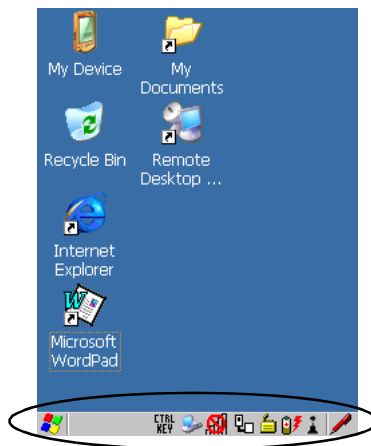 My Device
My
Documents
Recycle Bin
Remote
Desktop ...
Internet
Explorer
Microsoft
WordPad
CTRL
KEY